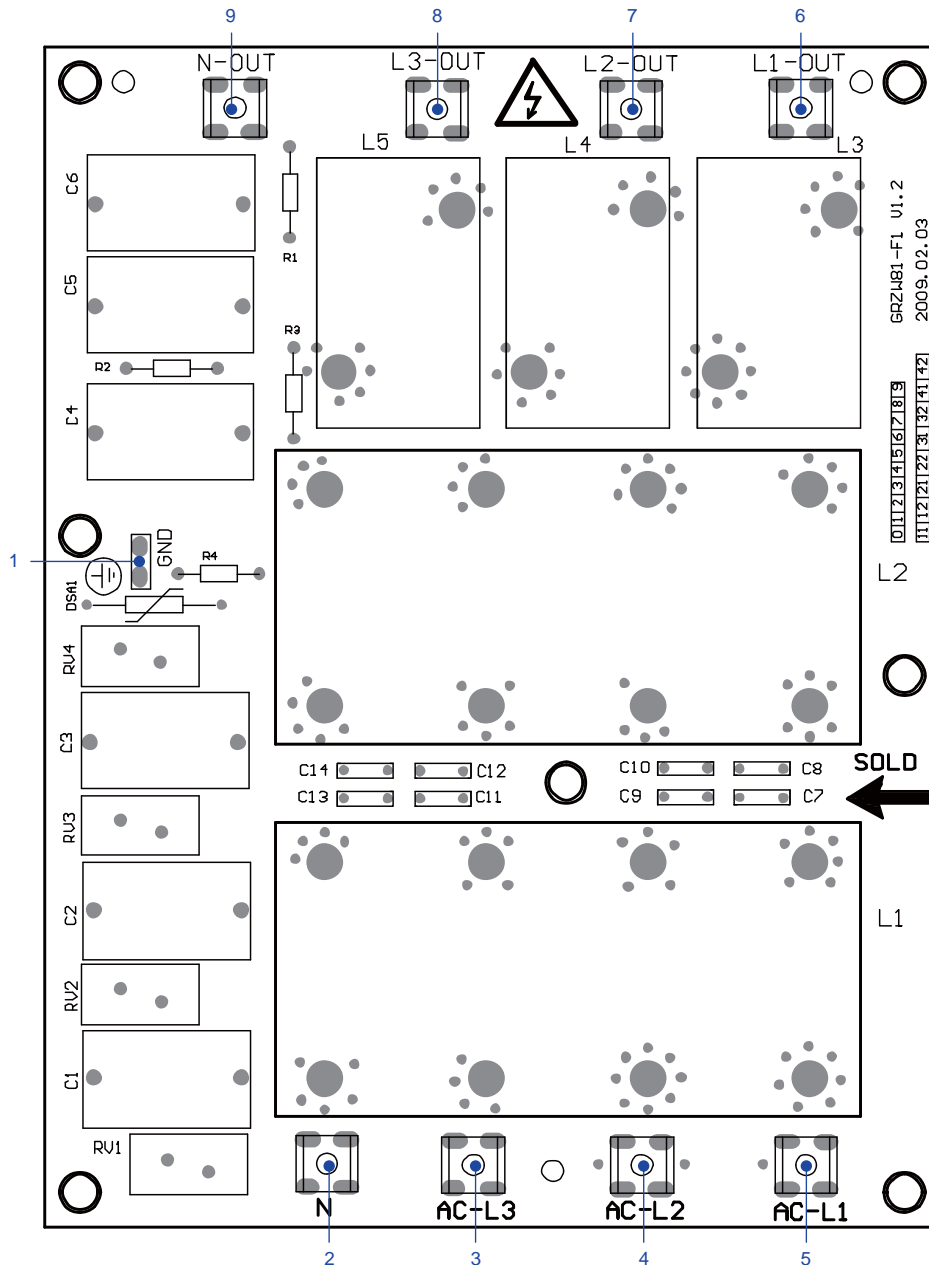 9 8 7 6
N-OUT L3-OUT L2-OUT L1-OUT
L5 L4 L3
C6
R1
GRZW81-F1 V1.2
2009.02.03
C5
R3
R2
C4
0 1 2 3 4 5 6 7 8 9
11 12 21 22 31 32 41 42
1
GND
R4
DSA1
L2
RV4
C3
C14 C12 C10 C8
SOLD
C13 C11 C9 C7
RV3
C2
L1
RV2
C1
RV1
N AC-L3 AC-L2 AC-L1
2 3 4 5